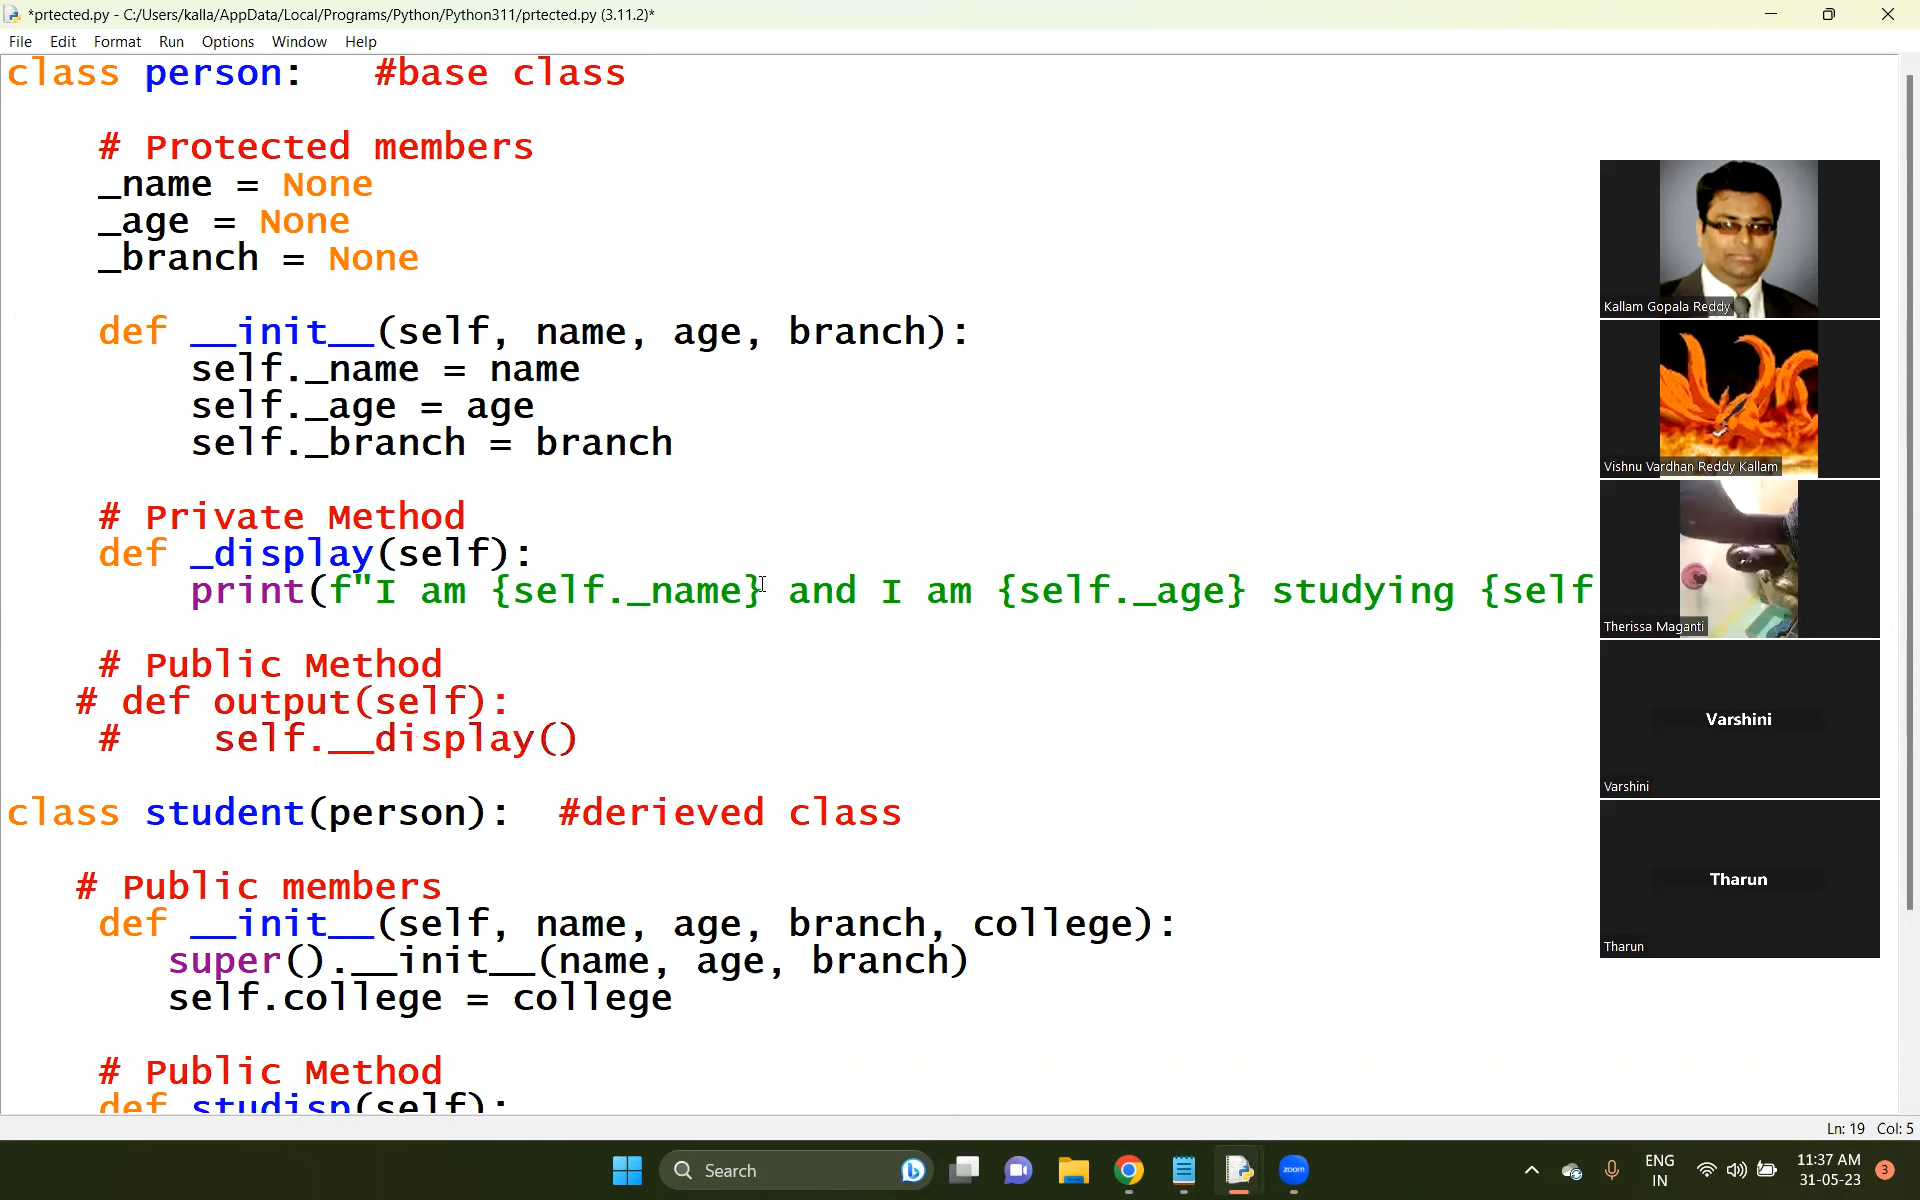 *prtected.py - C:/Users/kalla/AppData/Local/Programs/Python/Python311/prtected.py (3.11.2)*
File Edit Format Run Options Window Help
class person:   #base class
    # Protected members
    _name = None
    _age = None
    _branch = None
    def __init__(self, name, age, branch):
        self._name = name
        self._age = age
        self._branch = branch
    # Private Method
    def _display(self):
        print(f"I am {self._name} and I am {self._age} studying {self
    # Public Method
   # def output(self):
    #    self.__display()
class student(person):  #derieved class
   # Public members
    def __init__(self, name, age, branch, college):
       super().__init__(name, age, branch)
       self.college = college
    # Public Method
    def studisp(self):
Kallam Gopala Reddy
Vishnu Vardhan Reddy Kallam
Therissa Maganti
Varshini
Varshini
Tharun
Tharun
Ln: 19 Col: 5
Search
zoom
ENG
IN
11:37 AM
31-05-23
3